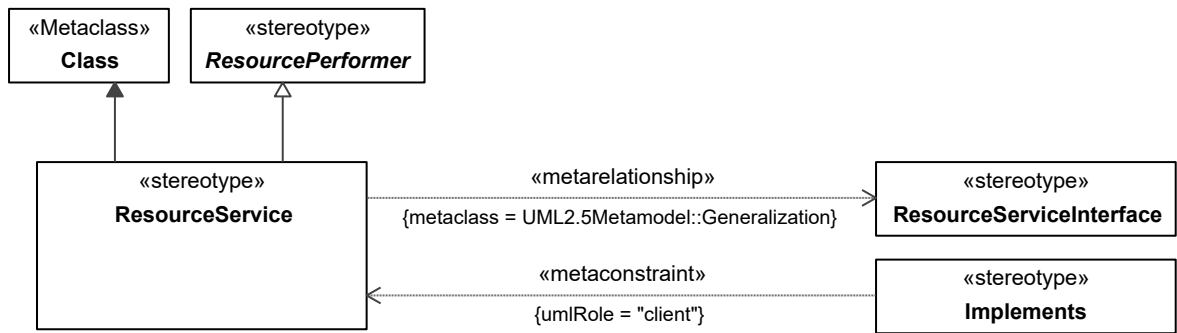 «Metaclass»
Class
«stereotype»
ResourcePerformer
«stereotype»
ResourceService
«metarelationship»
{metaclass = UML2.5Metamodel::Generalization}
«stereotype»
ResourceServiceInterface
«metaconstraint»
{umlRole = "client"}
«stereotype»
Implements